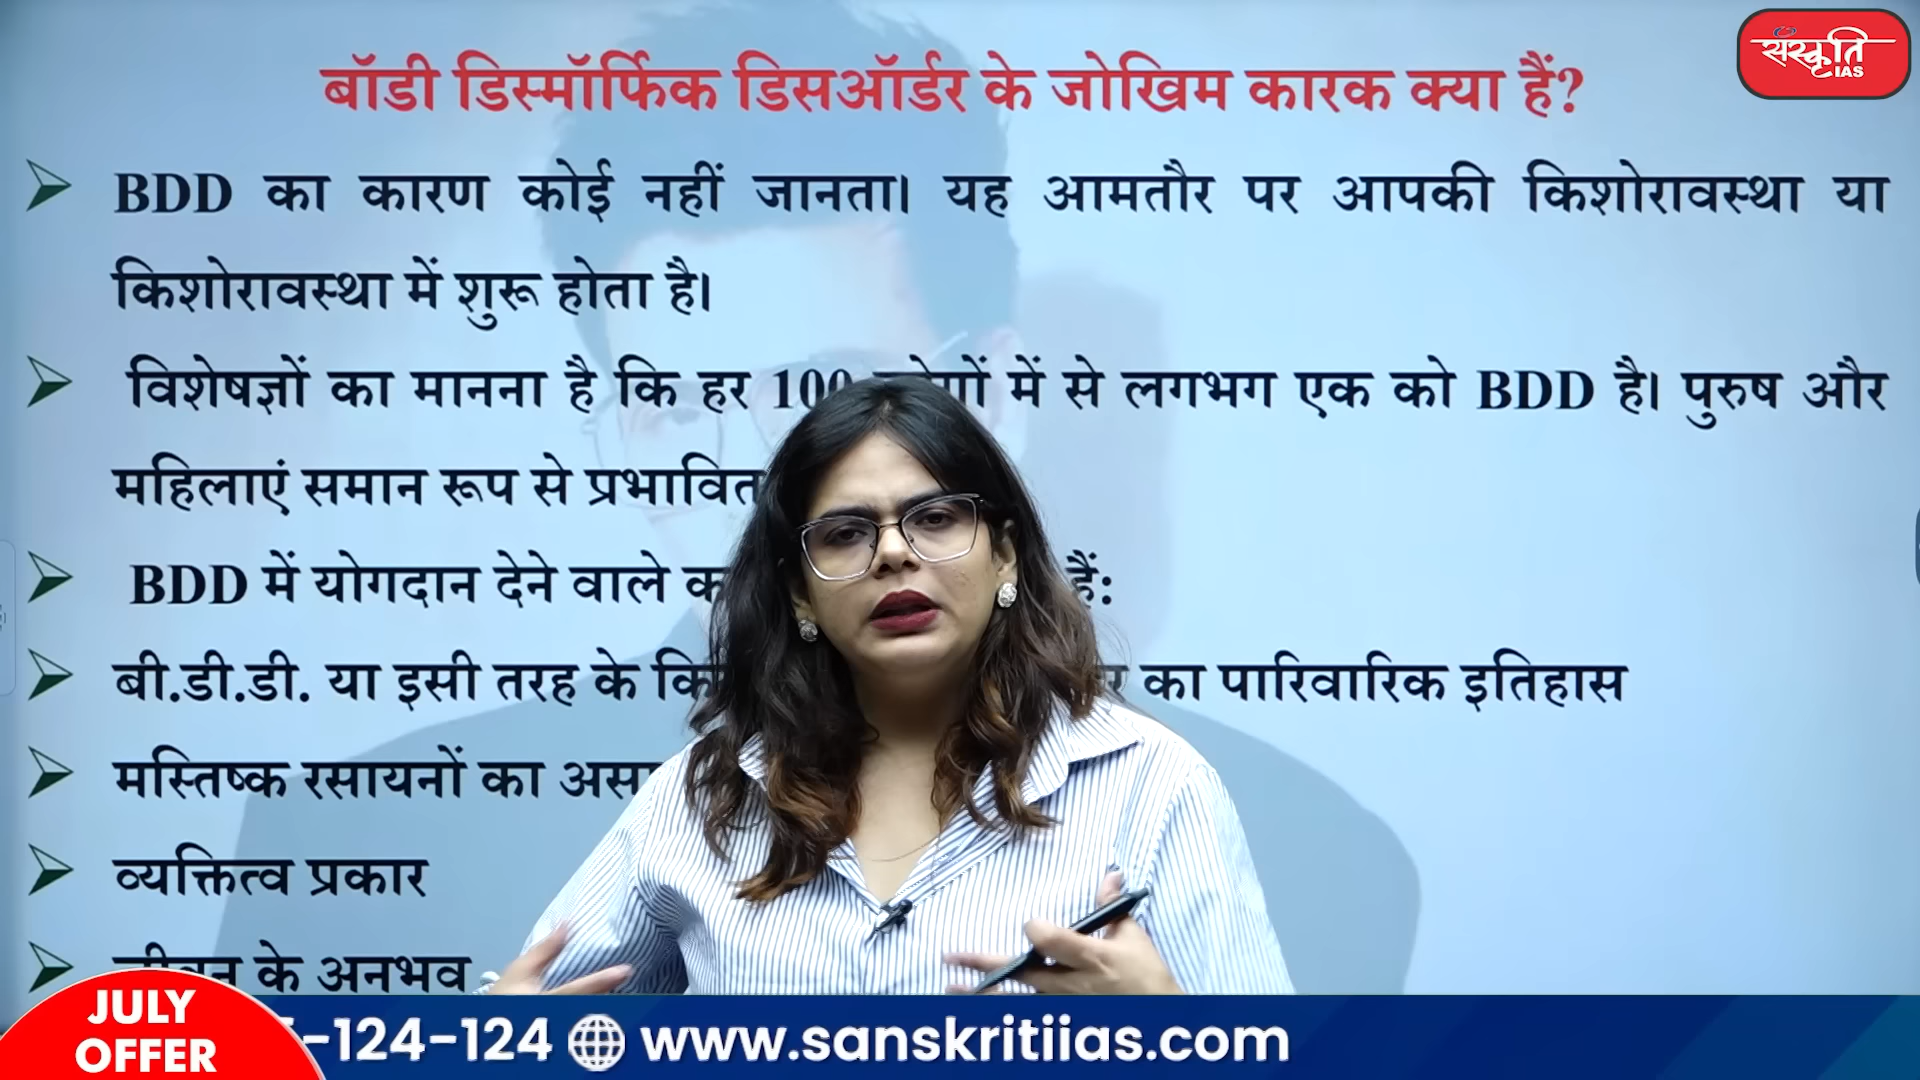 संस्कृति
IAS
बॉडी डिस्मॉर्फिक डिसऑर्डर के जोखिम कारक क्या हैं?
BDD का कारण कोई नहीं जानता। यह आमतौर पर आपकी किशोरावस्था या
किशोरावस्था में शुरू होता है।
विशेषज्ञों का मानना है कि हर 100 में से लगभग एक को BDD है। पुरुष और
महिलाएं समान रूप से प्रभावित
BDD में योगदान देने वाले हैं:
बी.डी.डी. या इसी तरह के का पारिवारिक इतिहास
मस्तिष्क रसायनों का
व्यक्तित्व प्रकार
के अनुभव
JULY
OFFER
-124-124 www.sanskritiias.com